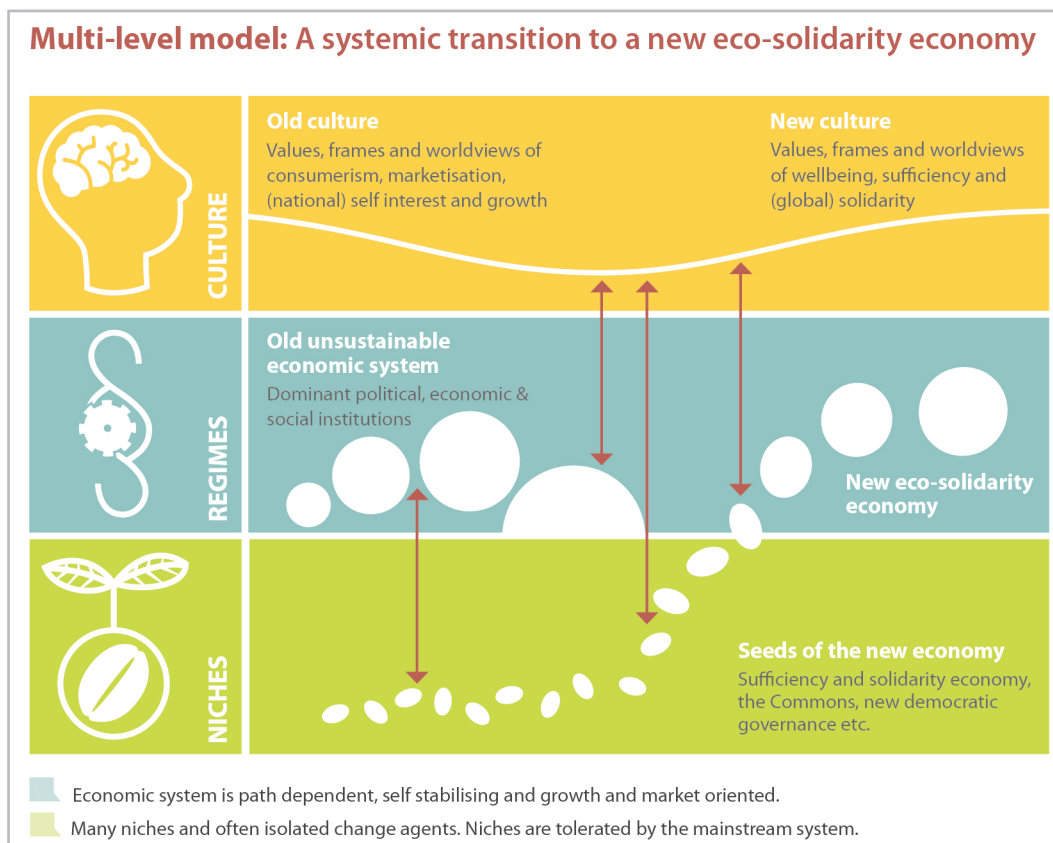 Multi-level model: A systemic transition to a new eco-solidarity economy
CULTURE
Old culture
Values, frames and worldviews of
consumerism, marketisation,
(national) self interest and growth
New culture
Values, frames and worldviews
of wellbeing, sufficiency and
(global) solidarity
REGIMES
Old unsustainable
economic system
Dominant political, economic &
social institutions
New eco-solidarity
economy
NICHES
Seeds of the new economy
Sufficiency and solidarity economy,
the Commons, new democratic
governance etc.
Economic system is path dependent, self stabilising and growth and market oriented.
Many niches and often isolated change agents. Niches are tolerated by the mainstream system.